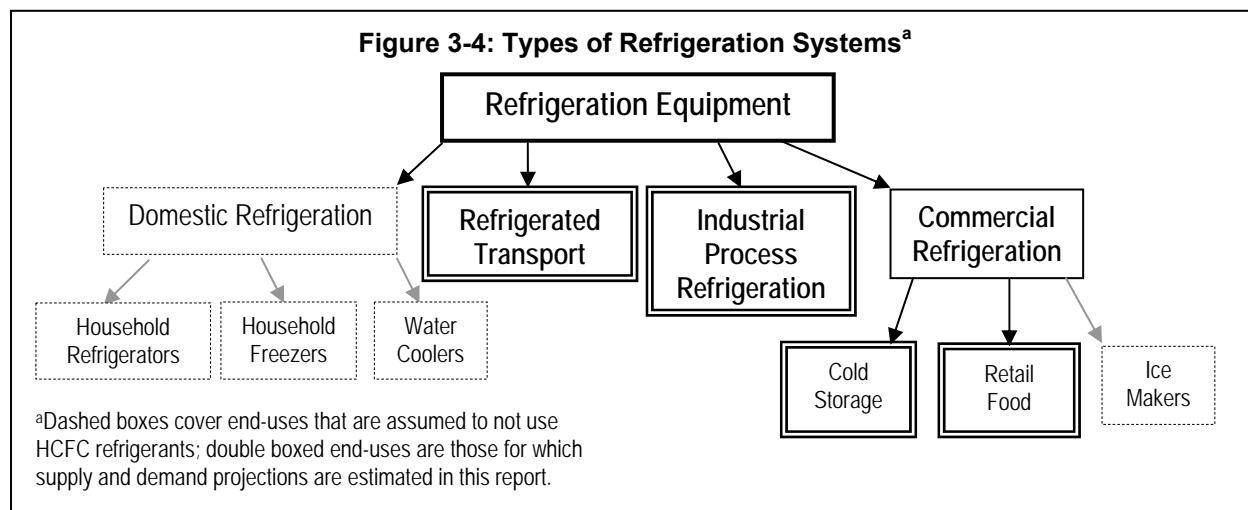 Figure 3-4: Types of Refrigeration Systemsa
Refrigeration Equipment
Domestic Refrigeration
Refrigerated
Transport
Industrial
Process
Refrigeration
Commercial
Refrigeration
Household
Refrigerators
Household
Freezers
Water
Coolers
Cold
Storage
Retail
Food
Ice
Makers
aDashed boxes cover end-uses that are assumed to not use
HCFC refrigerants; double boxed end-uses are those for which
supply and demand projections are estimated in this report.